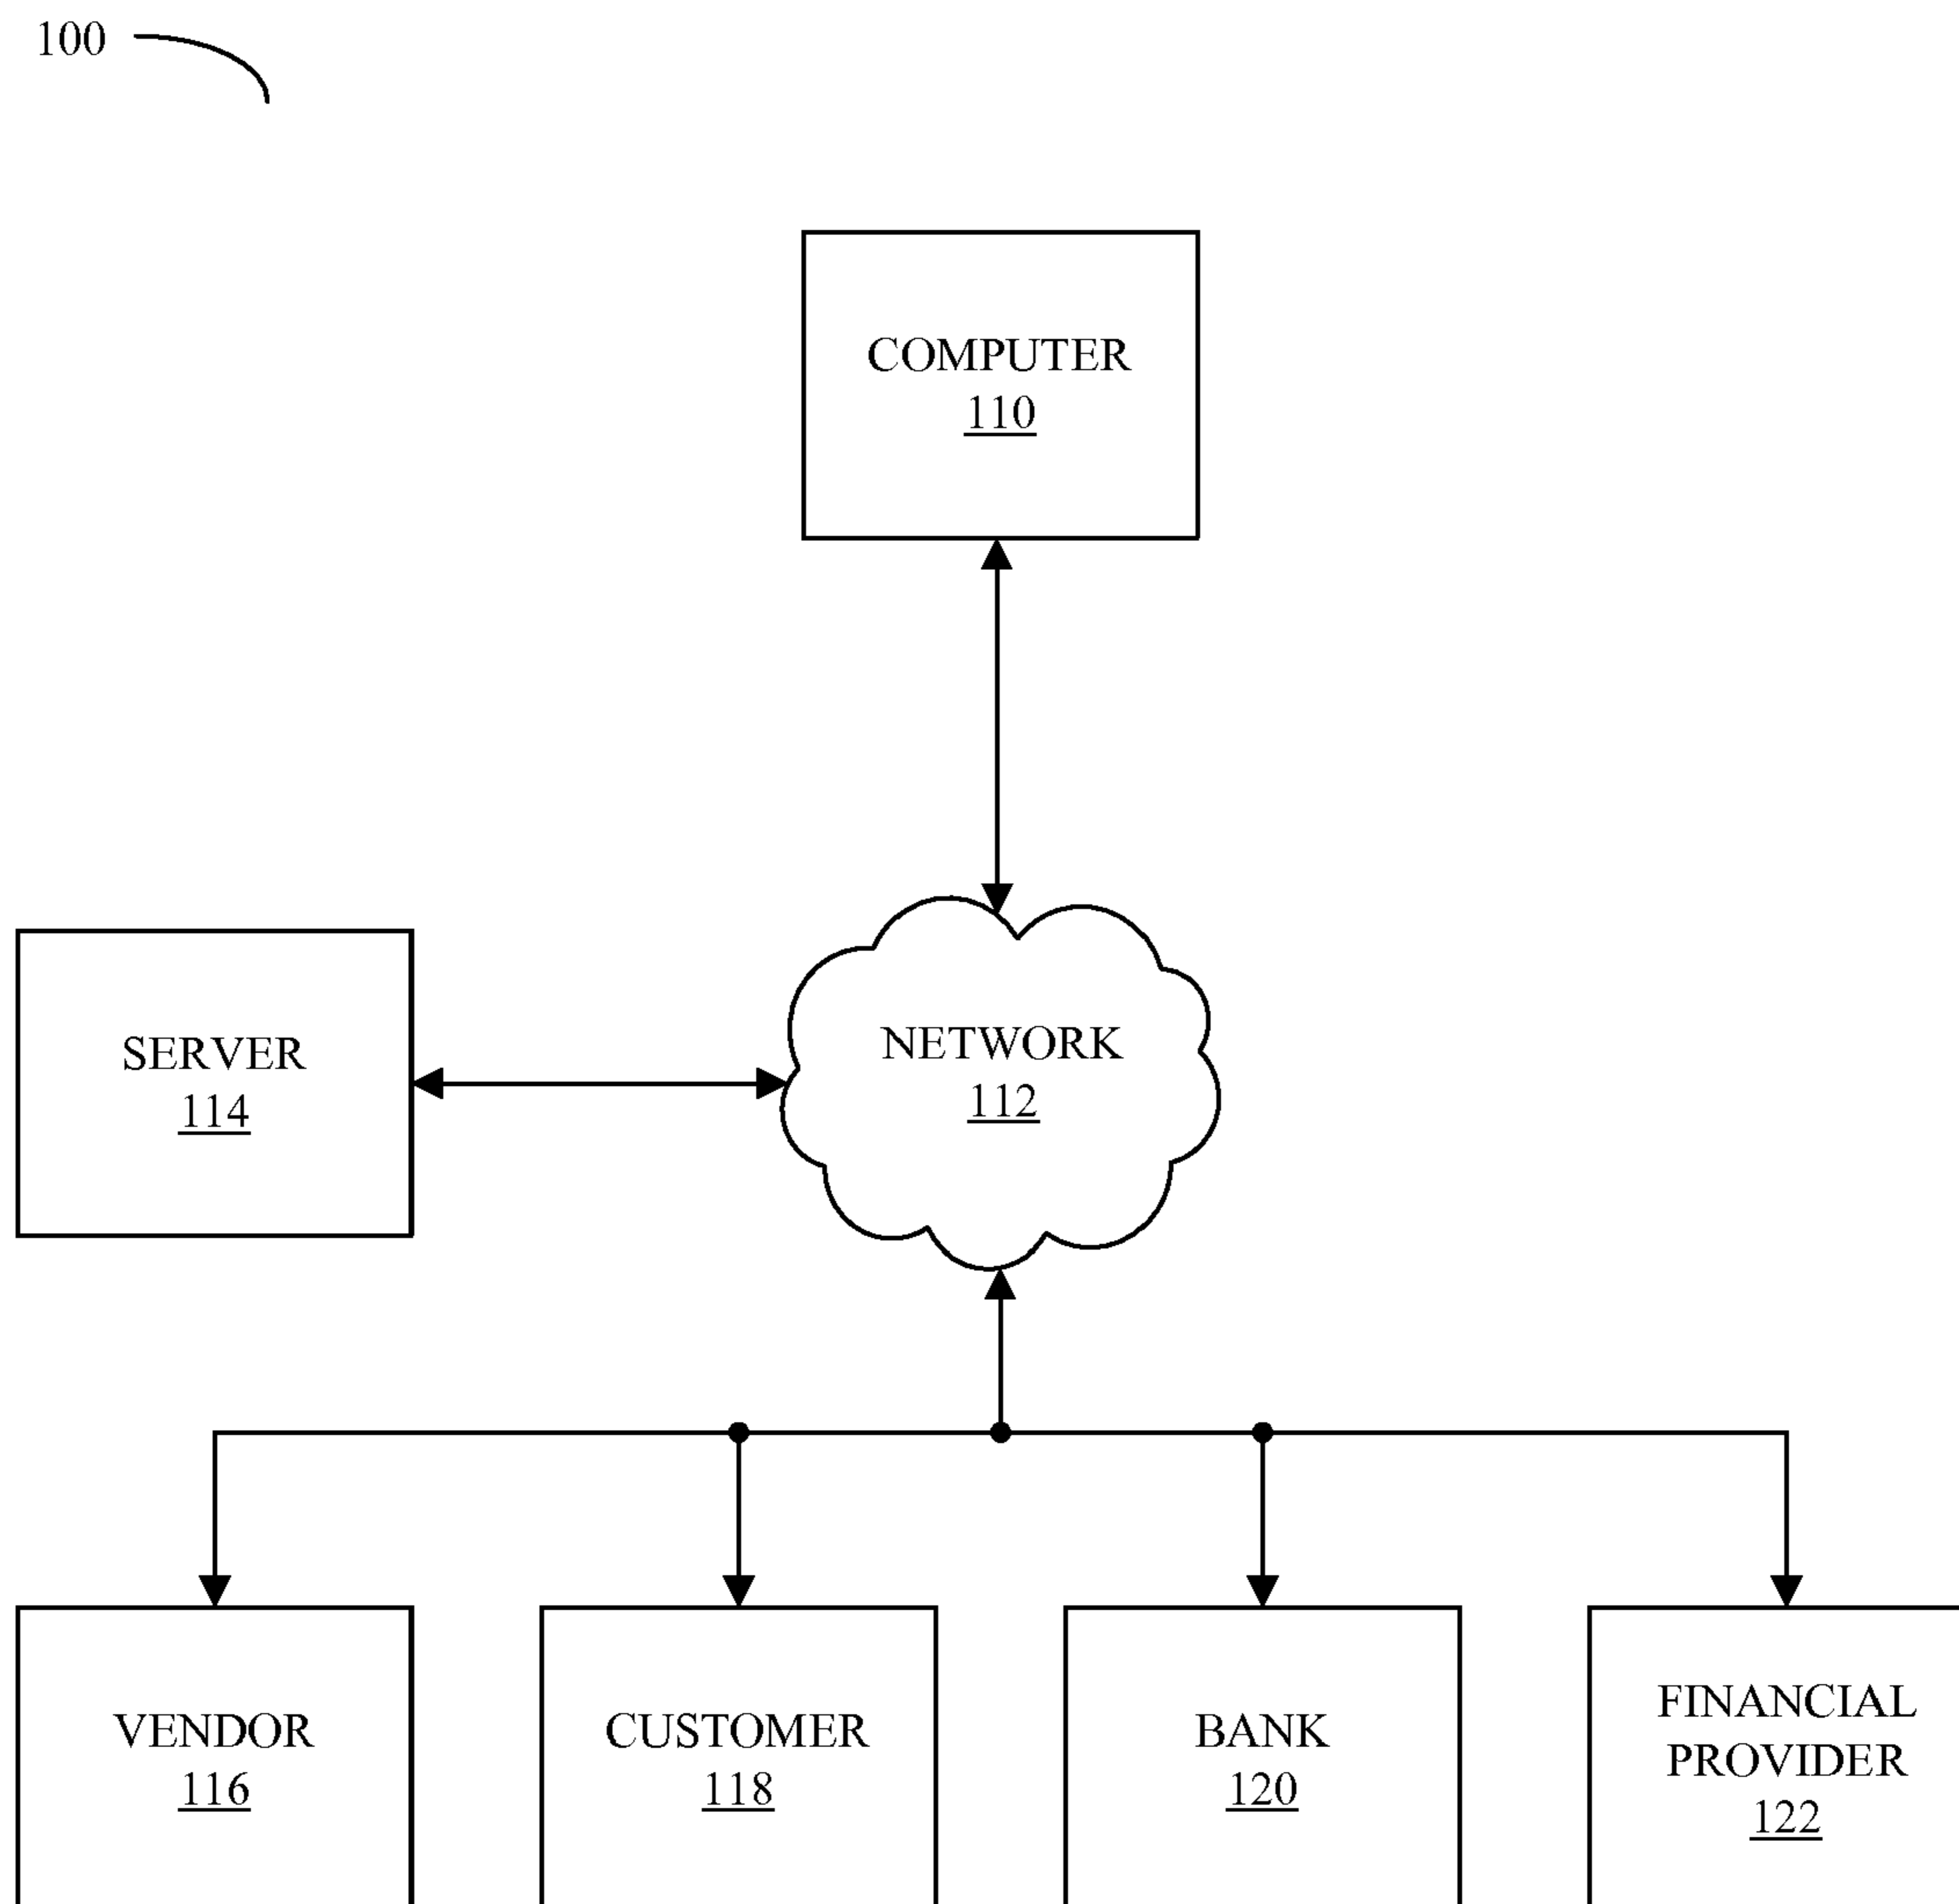 100
COMPUTER
110
NETWORK
112
SERVER
114
VENDOR
116
CUSTOMER
118
BANK
120
FINANCIAL
PROVIDER
122